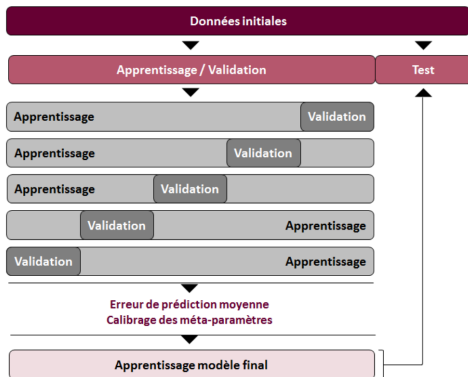 Données initiales
Apprentissage / Validation
Test
Apprentissage
Validation
Apprentissage
Validation
Apprentissage
Validation
Validation
Apprentissage
Validation
Apprentissage
Erreur de prédiction moyenne
Calibrage des méta-paramètres
Apprentissage modèle final